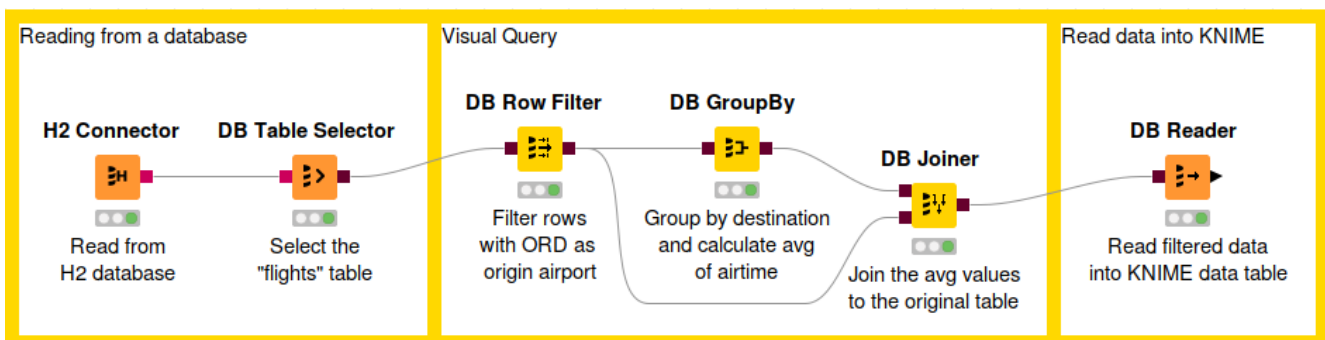 Reading from a database
H2 Connector
Read from
H2 database
DB Table Selector
Select the
"flights" table
Visual Query
DB Row Filter
Filter rows
with ORD as
origin airport
DB GroupBy
Group by destination
and calculate avg
of airtime
DB Joiner
Join the avg values
to the original table
Read data into KNIME
DB Reader
Read filtered data
into KNIME data table